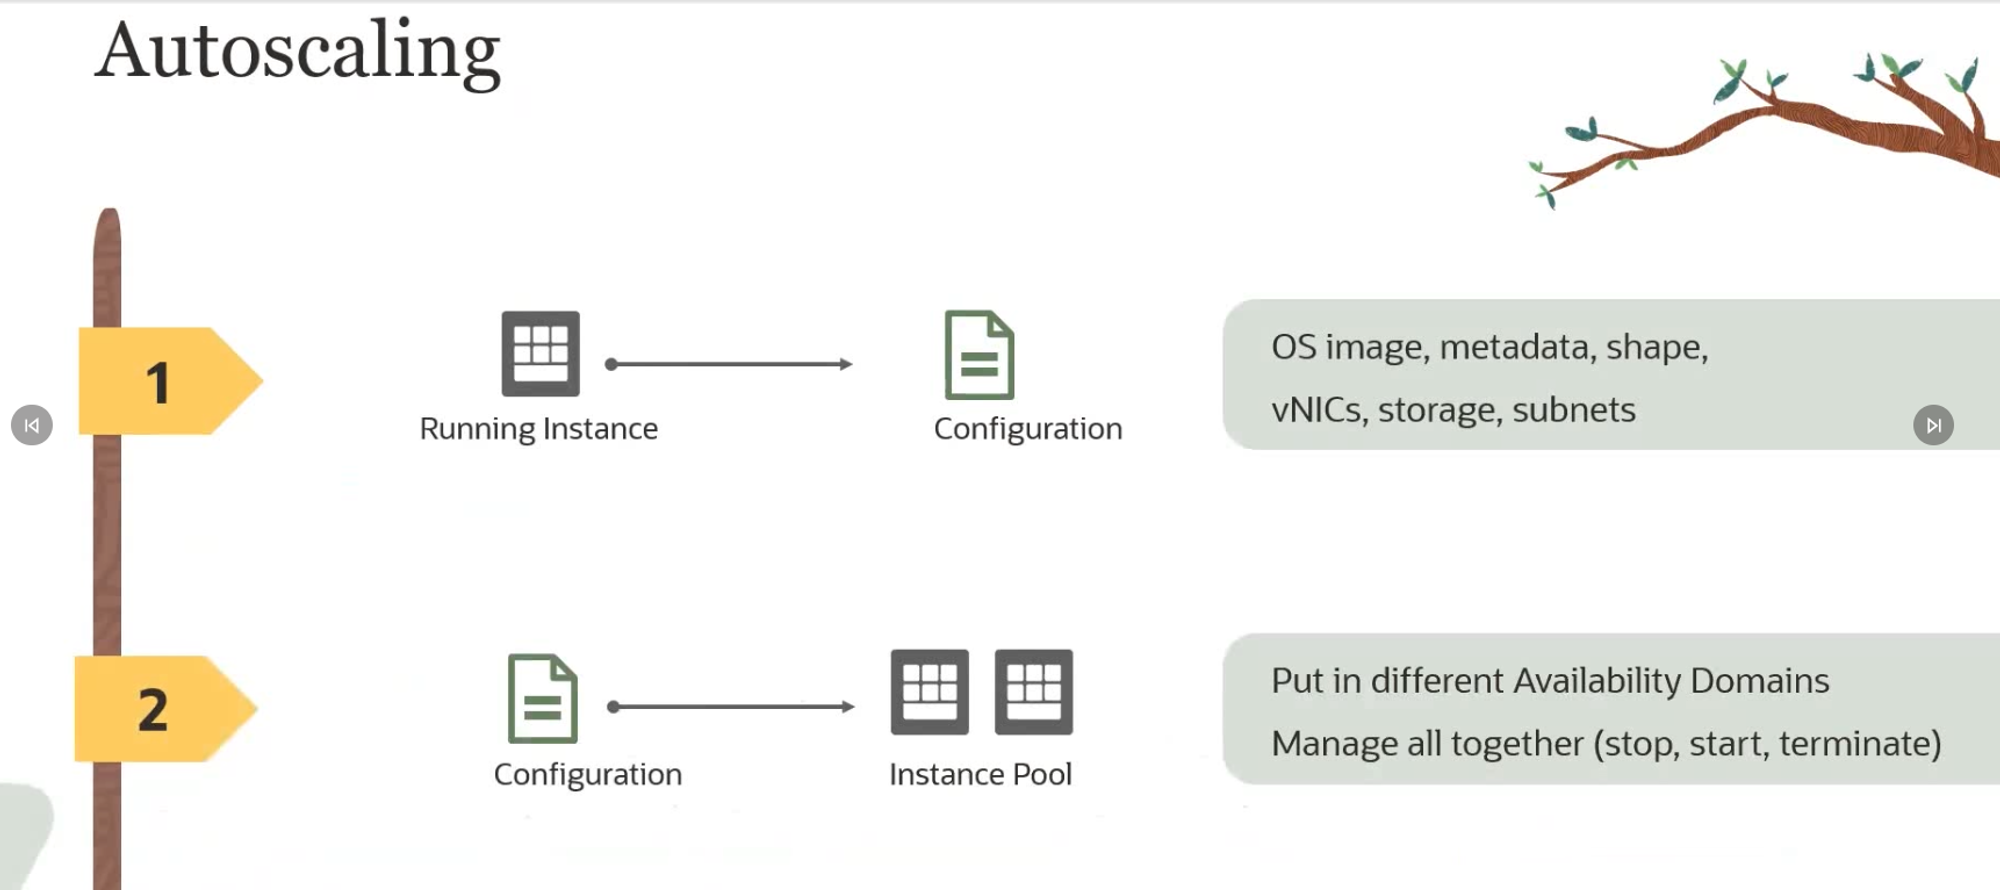 Autoscaling
1
Running Instance
Configuration
OS image, metadata, shape,
vNICs, storage, subnets
2
Configuration
Instance Pool
Put in different Availability Domains
Manage all together (stop, start, terminate)